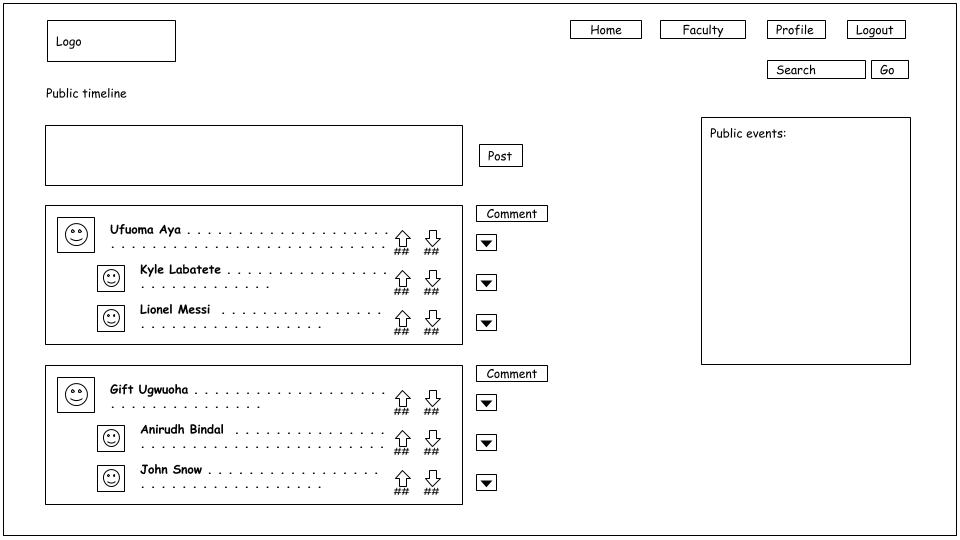 Logo
Home Faculty Profile Logout
Search Go
Public timeline
Post
Public events:
Comment
Ufuoma Aya . . . . . . . . . . . . . . . . . . . .
. . . . . . . . . . . . . . . . . . . . . . . . . . .
## ##
Kyle Labatete . . . . . . . . . . . . . . . .
. . . . . . . . . . . . .
## ##
Lionel Messi . . . . . . . . . . . . . . . .
. . . . . . . . . . . . . . . . . .
## ##
Comment
Gift Ugwuoha . . . . . . . . . . . . . . . . . . .
. . . . . . . . . . . . . . .
## ##
Anirudh Bindal . . . . . . . . . . . . . . .
. . . . . . . . . . . . . . . . . . . . . . . .
## ##
John Snow . . . . . . . . . . . . . . . . .
. . . . . . . . . . . . . . . . . .
## ##